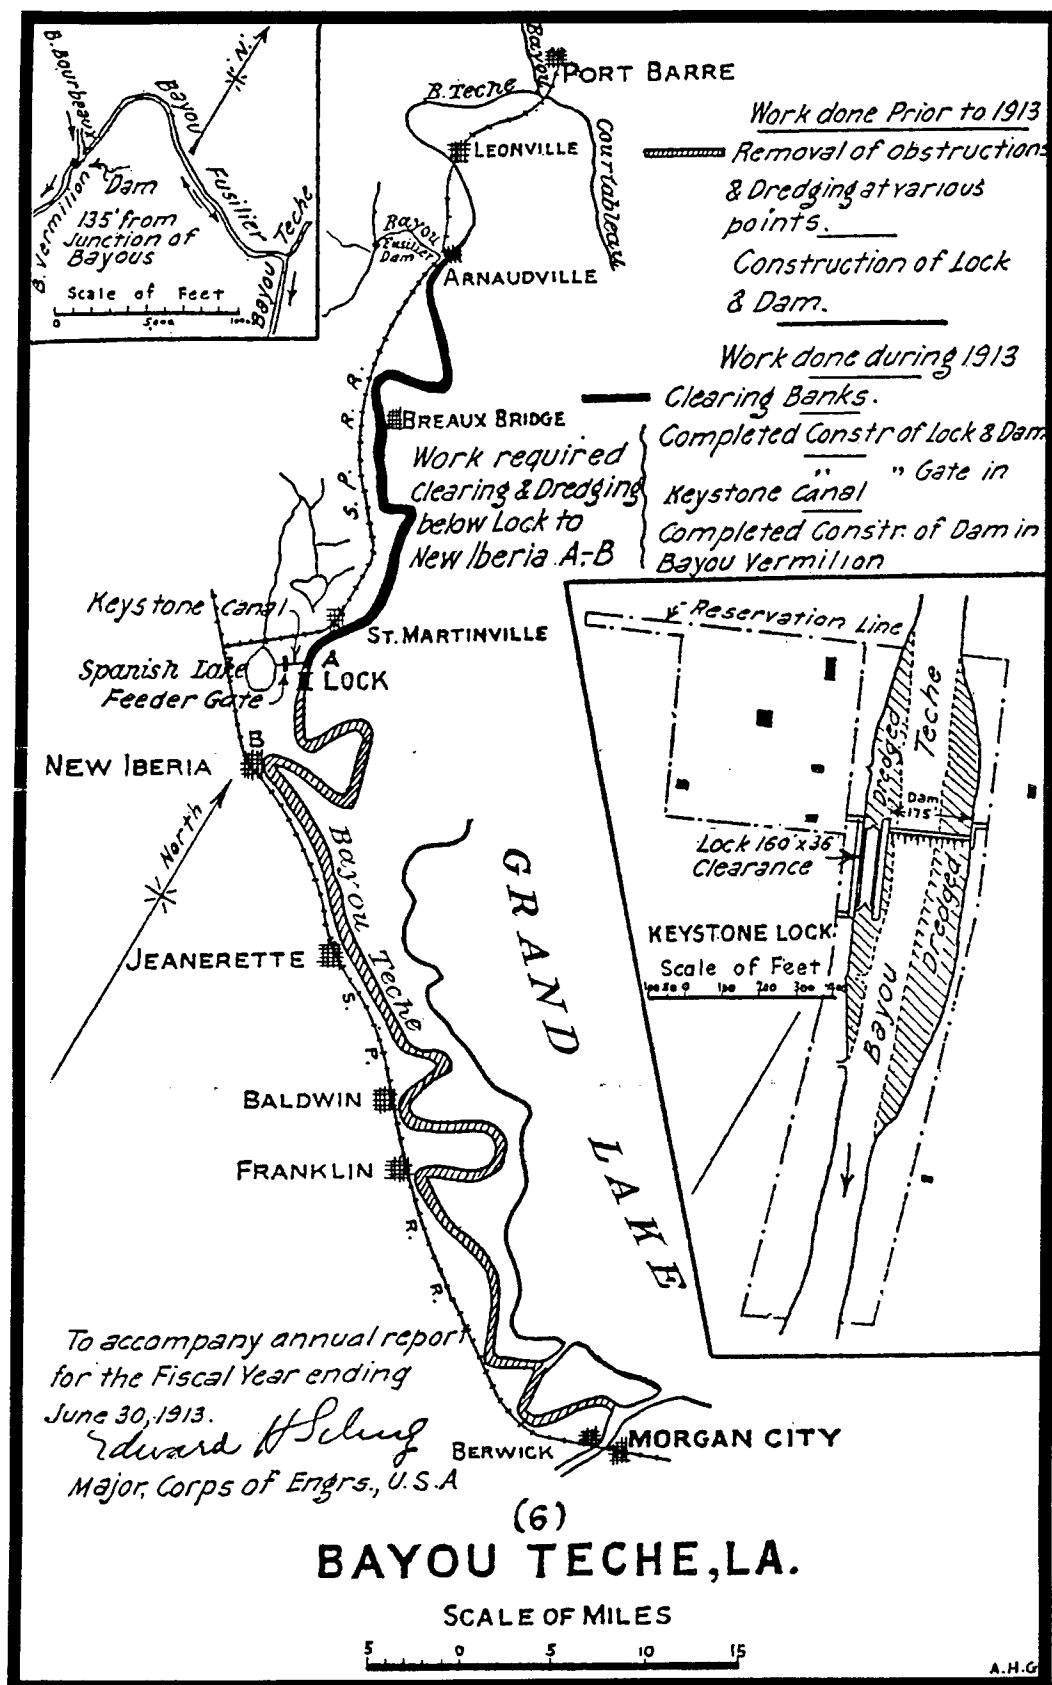 B. Bourbeaux
Bayou
Fusilier
"N."
Dam
135' from
Junction of
Bayous
B. Vermilion
Teche
Bayou
Scale of Feet
0 5000
Bayou
PORT BARRE
B. Teche
Courtableau
LEONVILLE
Bayou
Fusilier
Dam
ARNAUDVILLE
Work done Prior to 1913
Removal of obstructions
& Dredging at various
points.
Construction of Lock
& Dam.
Work done during 1913
Clearing Banks.
Completed Constr of Lock & Dam
" " Gate in
Keystone Canal
Completed Constr. of Dam in
Bayou Vermilion
BREAUX BRIDGE
Work required
Clearing & Dredging
below Lock to
New Iberia A-B
S. P. R. R.
Keystone Canal
ST. MARTINVILLE
Spanish Lake
Feeder Gate
A
LOCK
B
NEW IBERIA
North
Bayou Teche
JEANERETTE
S. P. R. R.
BALDWIN
FRANKLIN
GRAND LAKE
Reservation Line
Teche
Dredged
Dam
175'
Lock 160' x 36'
Clearance
Dredged
KEYSTONE LOCK
Scale of Feet
100 50 0 100 200 300 400
Bayou
To accompany annual report
for the Fiscal Year ending
June 30, 1913.
Edward H Schulz
Major, Corps of Engrs., U.S.A
BERWICK
MORGAN CITY
(6)
BAYOU TECHE, LA.
SCALE OF MILES
5 0 5 10 15
A.H.G